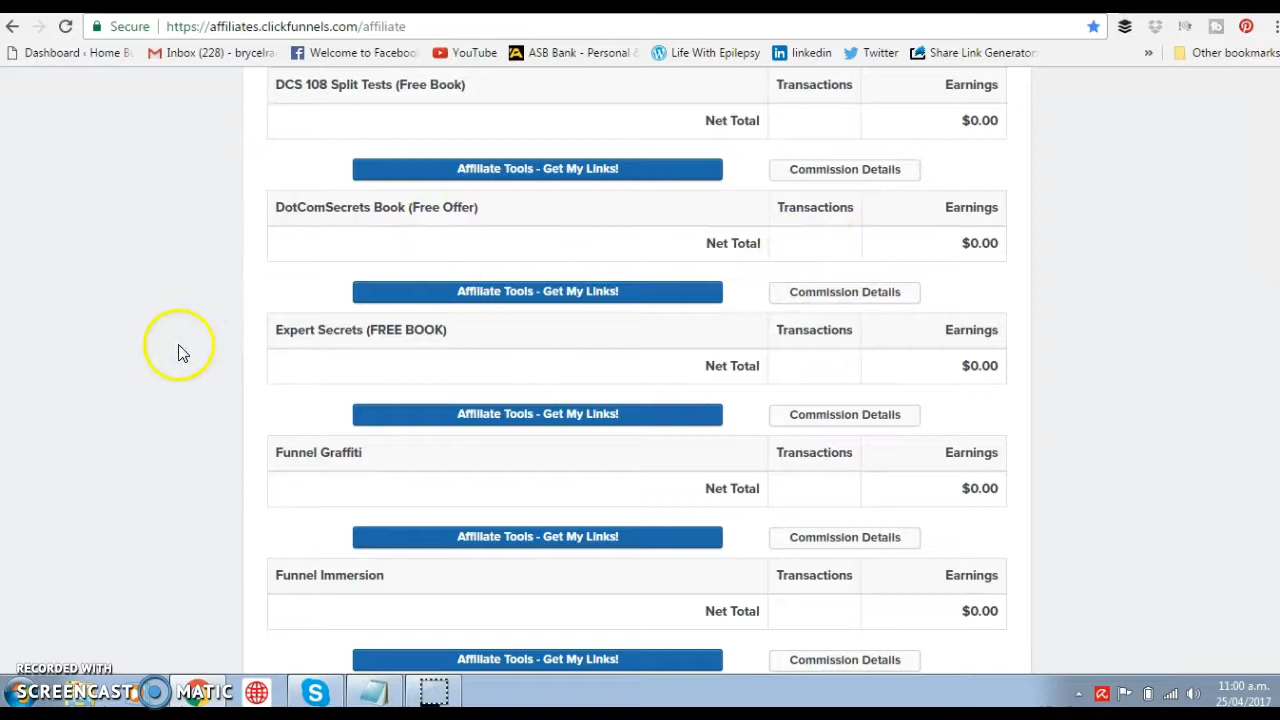 Secure https://affiliates.clickfunnels.com/affiliate
Dashboard ‹ Home Bu Inbox (228) - brycelra Welcome to Facebook YouTube ASB Bank - Personal & Life With Epilepsy linkedin Twitter Share Link Generator » Other bookmarks
DCS 108 Split Tests (Free Book) Transactions Earnings
Net Total $0.00
Affiliate Tools - Get My Links! Commission Details
DotComSecrets Book (Free Offer) Transactions Earnings
Net Total $0.00
Affiliate Tools - Get My Links! Commission Details
Expert Secrets (FREE BOOK) Transactions Earnings
Net Total $0.00
Affiliate Tools - Get My Links! Commission Details
Funnel Graffiti Transactions Earnings
Net Total $0.00
Affiliate Tools - Get My Links! Commission Details
Funnel Immersion Transactions Earnings
Net Total $0.00
Affiliate Tools - Get My Links! Commission Details
RECORDED WITH
SCREENCAST MATIC
11:00 a.m.
25/04/2017